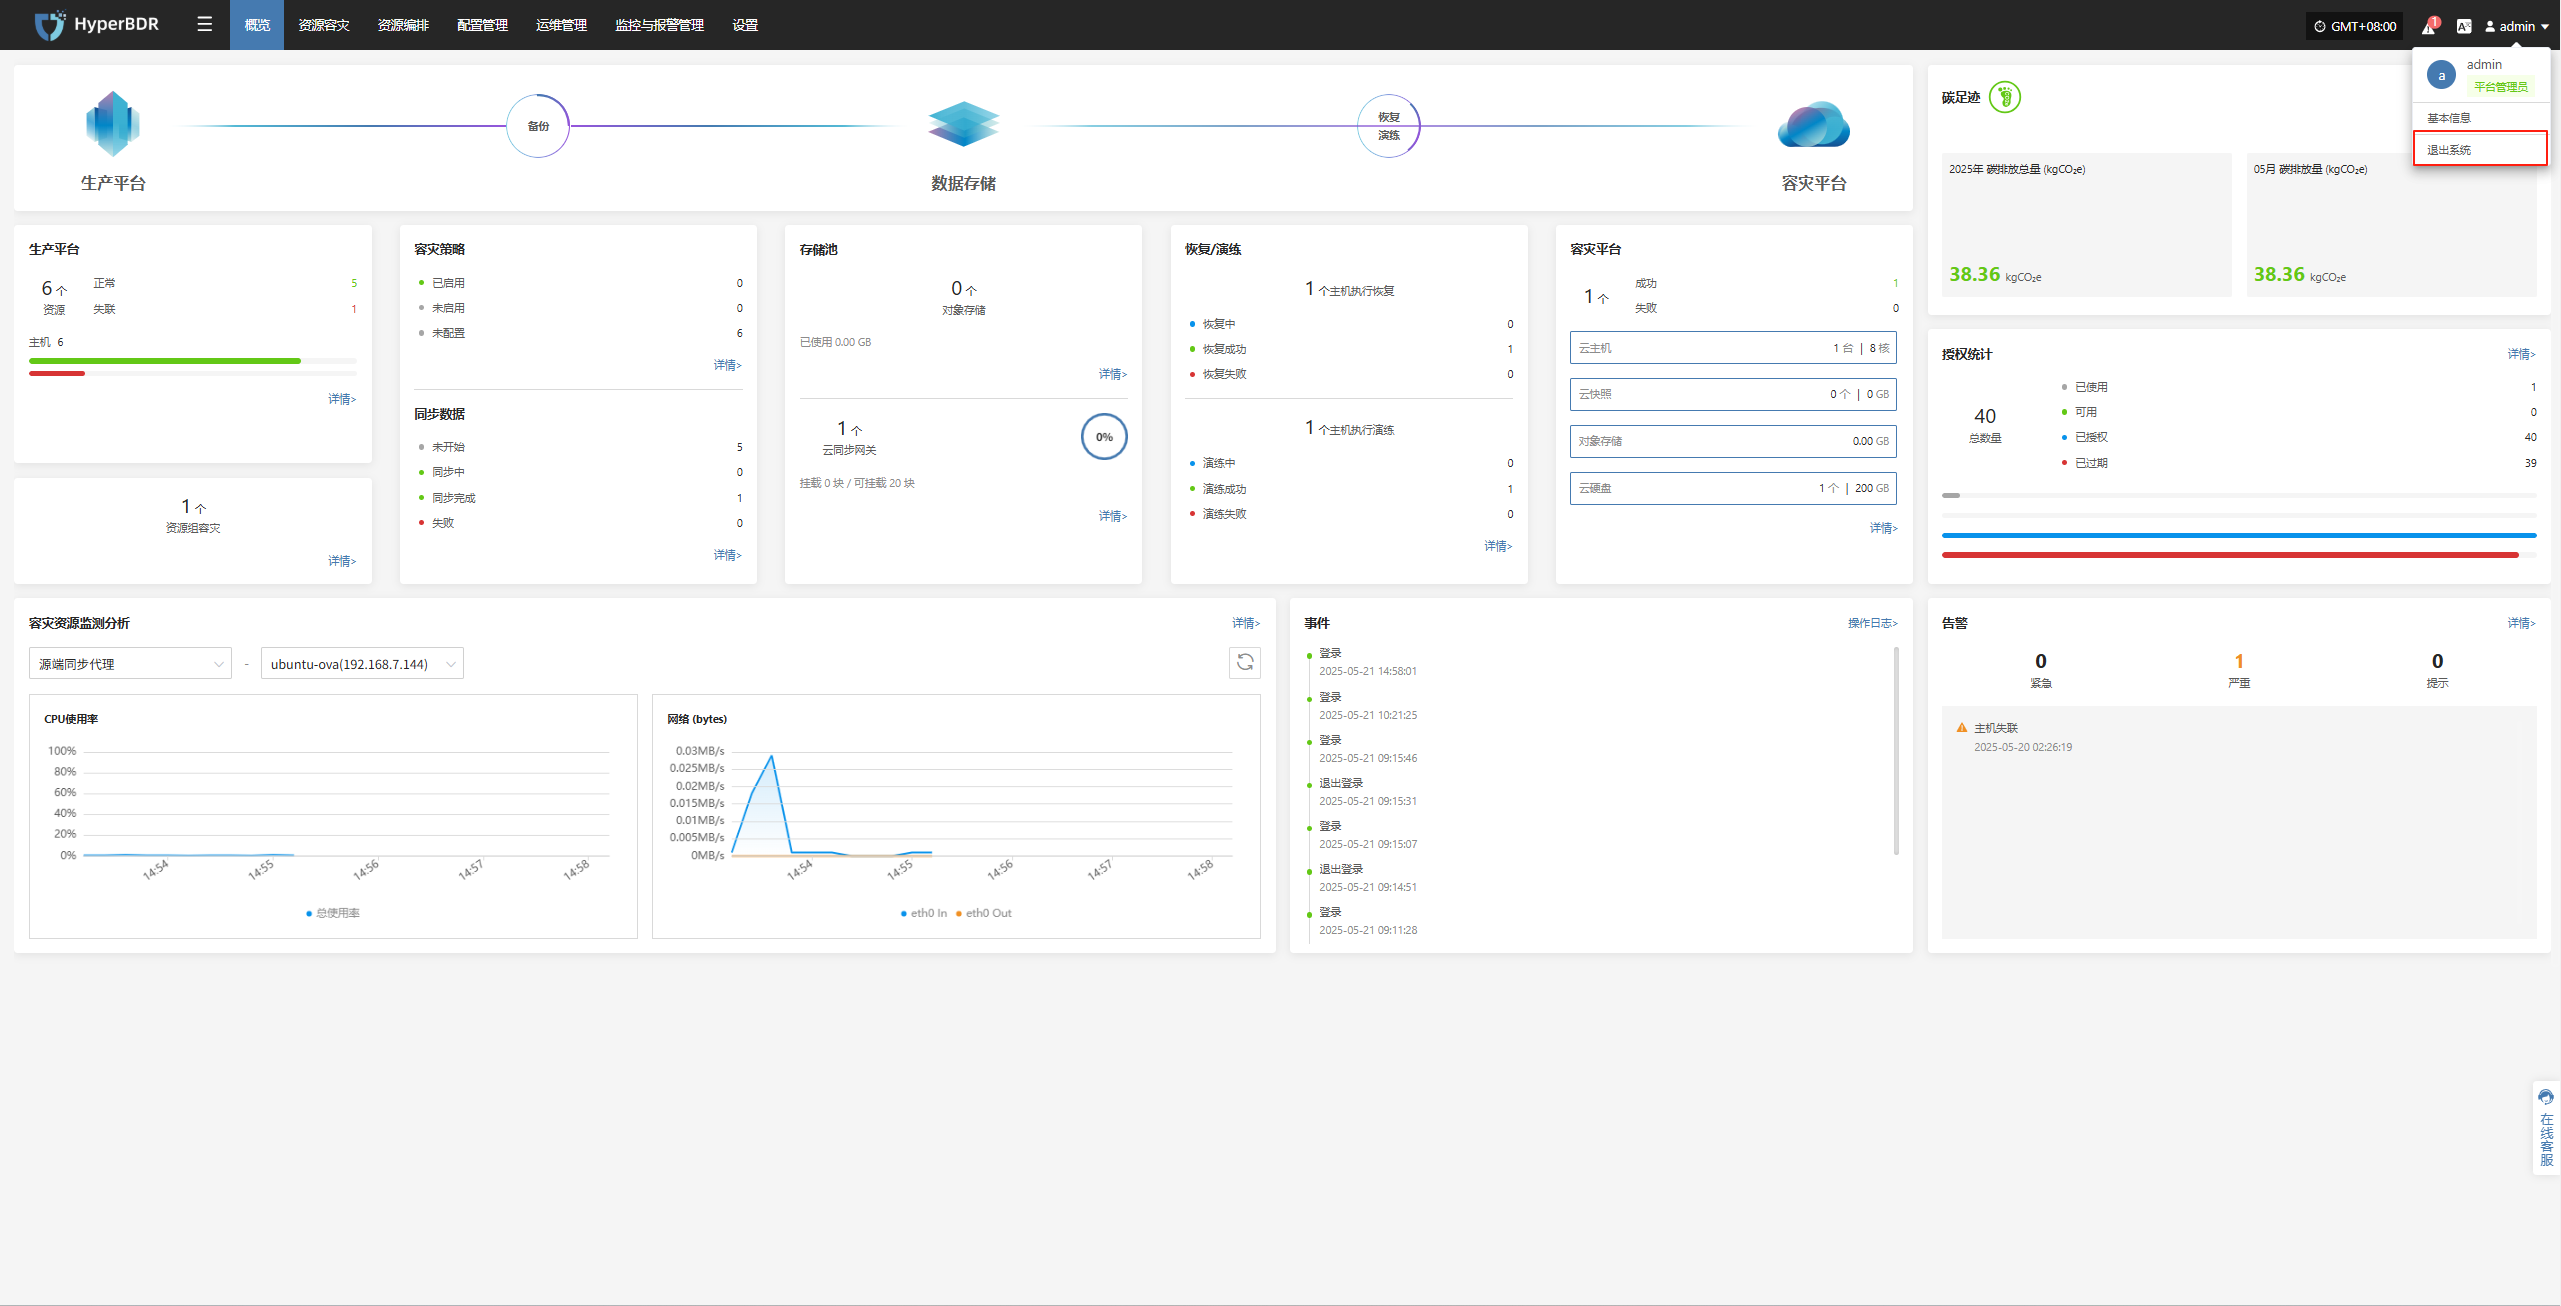 HyperBDR
概览 资源容灾 资源编排 配置管理 运维管理 监控与报警管理 设置
GMT+08:00 1 admin
a admin
平台管理员
基本信息
退出系统
备份
恢复
演练
生产平台 数据存储 容灾平台
碳足迹
2025年 碳排放总量 (kgCO₂e)
38.36 kgCO₂e
05月 碳排放量 (kgCO₂e)
38.36 kgCO₂e
生产平台
6 个
资源
正常 5
失联 1
主机 6
详情>
1 个
资源组容灾
详情>
容灾策略
已启用 0
未启用 0
未配置 6
详情>
同步数据
未开始 5
同步中 0
同步完成 1
失败 0
详情>
存储池
0 个
对象存储
已使用 0.00 GB
详情>
1 个
云同步网关
0%
挂载 0 块 / 可挂载 20 块
详情>
恢复/演练
1 个主机执行恢复
恢复中 0
恢复成功 1
恢复失败 0
1 个主机执行演练
演练中 0
演练成功 1
演练失败 0
详情>
容灾平台
1 个
成功 1
失败 0
云主机 1 台 | 8 核
云快照 0 个 | 0 GB
对象存储 0.00 GB
云硬盘 1 个 | 200 GB
详情>
授权统计 详情>
40
总数量
已使用 1
可用 0
已授权 40
已过期 39
容灾资源监测分析 详情>
源端同步代理 - ubuntu-ova(192.168.7.144)
CPU使用率
100%
80%
60%
40%
20%
0%
14:54 14:55 14:56 14:57 14:58
总使用率
网络 (bytes)
0.03MB/s
0.025MB/s
0.02MB/s
0.015MB/s
0.01MB/s
0.005MB/s
0MB/s
14:54 14:55 14:56 14:57 14:58
eth0 In eth0 Out
事件 操作日志>
登录
2025-05-21 14:58:01
登录
2025-05-21 10:21:25
登录
2025-05-21 09:15:46
退出登录
2025-05-21 09:15:31
登录
2025-05-21 09:15:07
退出登录
2025-05-21 09:14:51
登录
2025-05-21 09:11:28
告警 详情>
0 1 0
紧急 严重 提示
主机失联
2025-05-20 02:26:19
在线客服